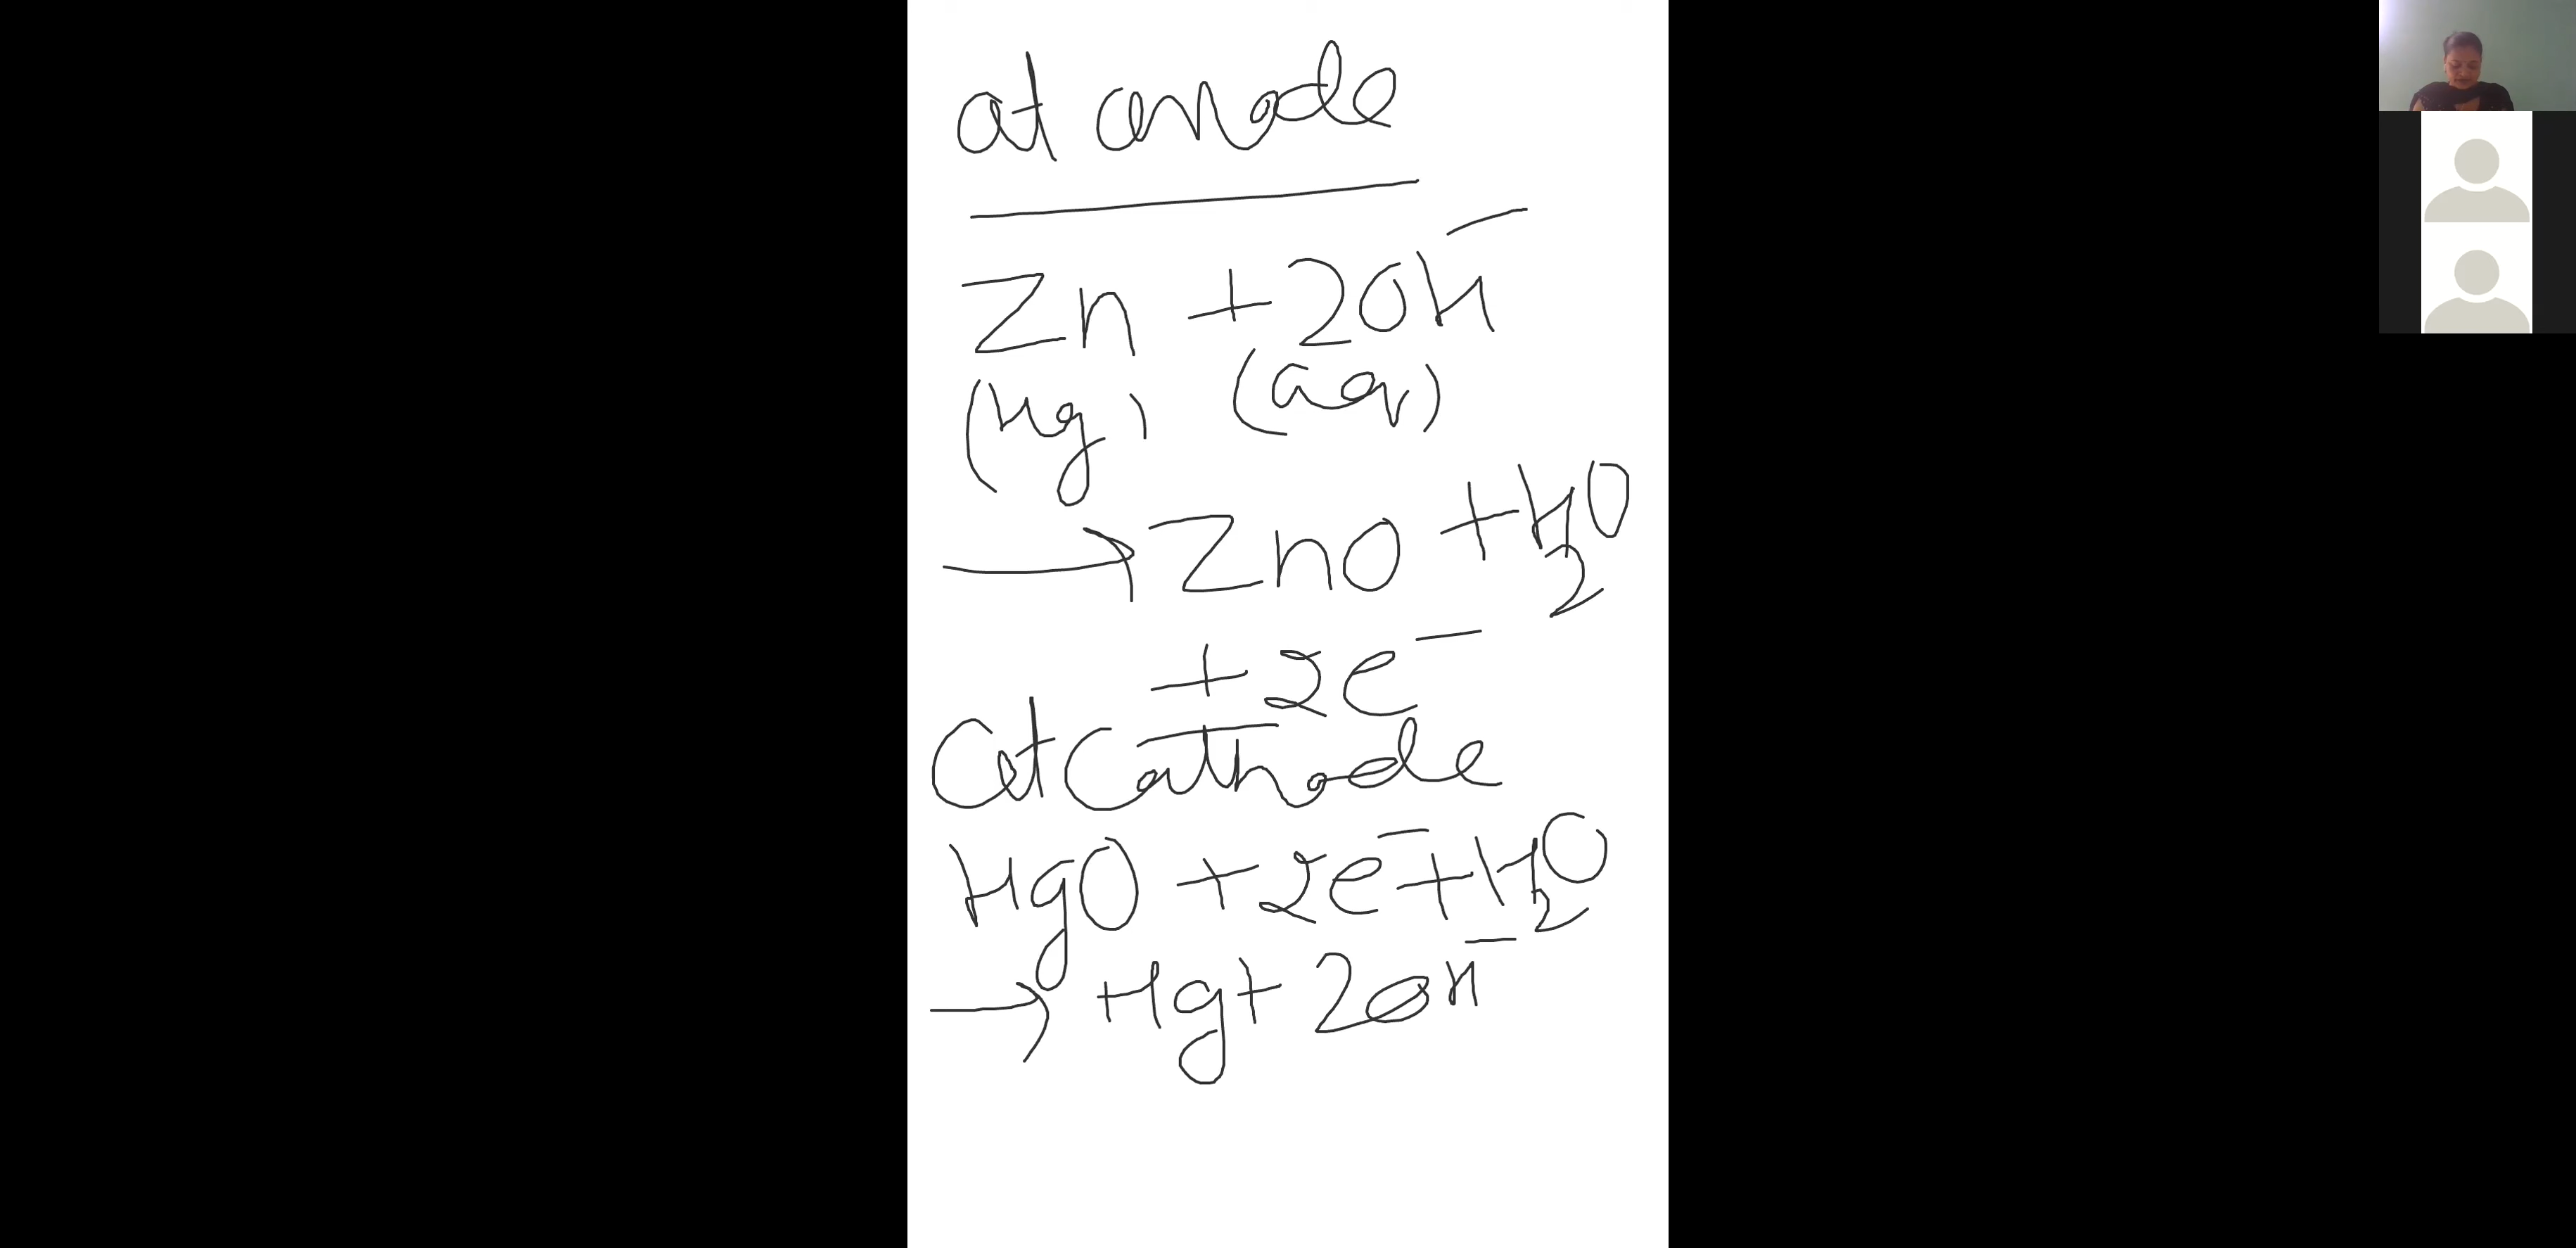 at anode
Zn + 2OH⁻
(Hg) (aq)
→ ZnO + H₂O
+ 2e⁻
at Cathode
HgO + 2e⁻ + H₂O
→ Hg + 2OH⁻